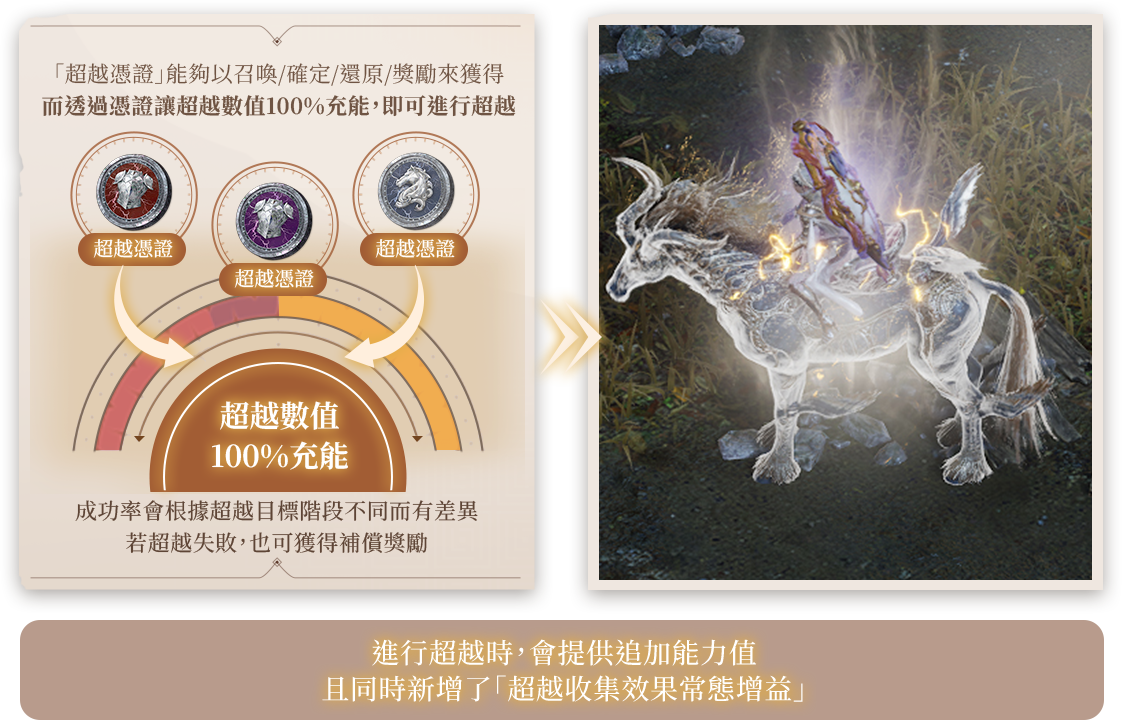 「超越憑證」能夠以召喚/確定/還原/獎勵來獲得
而透過憑證讓超越數值100%充能，即可進行超越
超越憑證
超越憑證
超越憑證
超越數值
100%充能
成功率會根據超越目標階段不同而有差異
若超越失敗，也可獲得補償獎勵
進行超越時，會提供追加能力值
且同時新增了「超越收集效果常態增益」